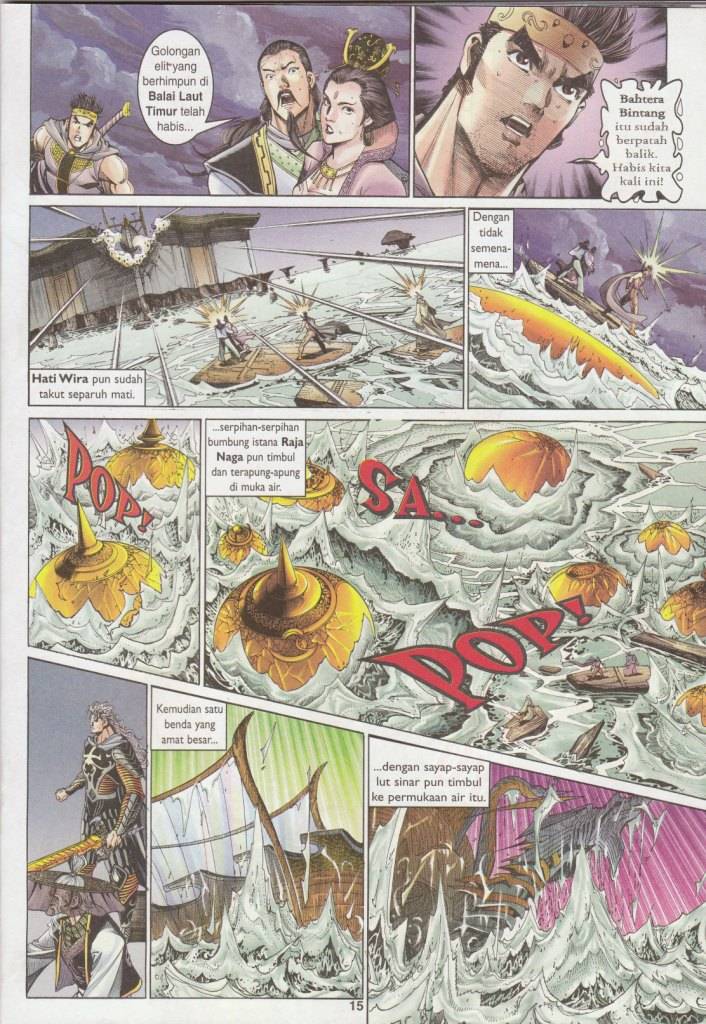 Golongan
elit yang
berhimpun di
Balai Laut
Timur telah
habis...
Bahtera
Bintang
itu sudah
berpatah
balik.
Habis kita
kali ini!
Hati Wira pun sudah
takut separuh mati.
Dengan
tidak
semena-
mena...
POP!
...serpihan-serpihan
bumbung istana Raja
Naga pun timbul
dan terapung-apung
di muka air.
SA...
POP!
Kemudian satu
benda yang
amat besar...
...dengan sayap-sayap
lut sinar pun timbul
ke permukaan air itu.
15